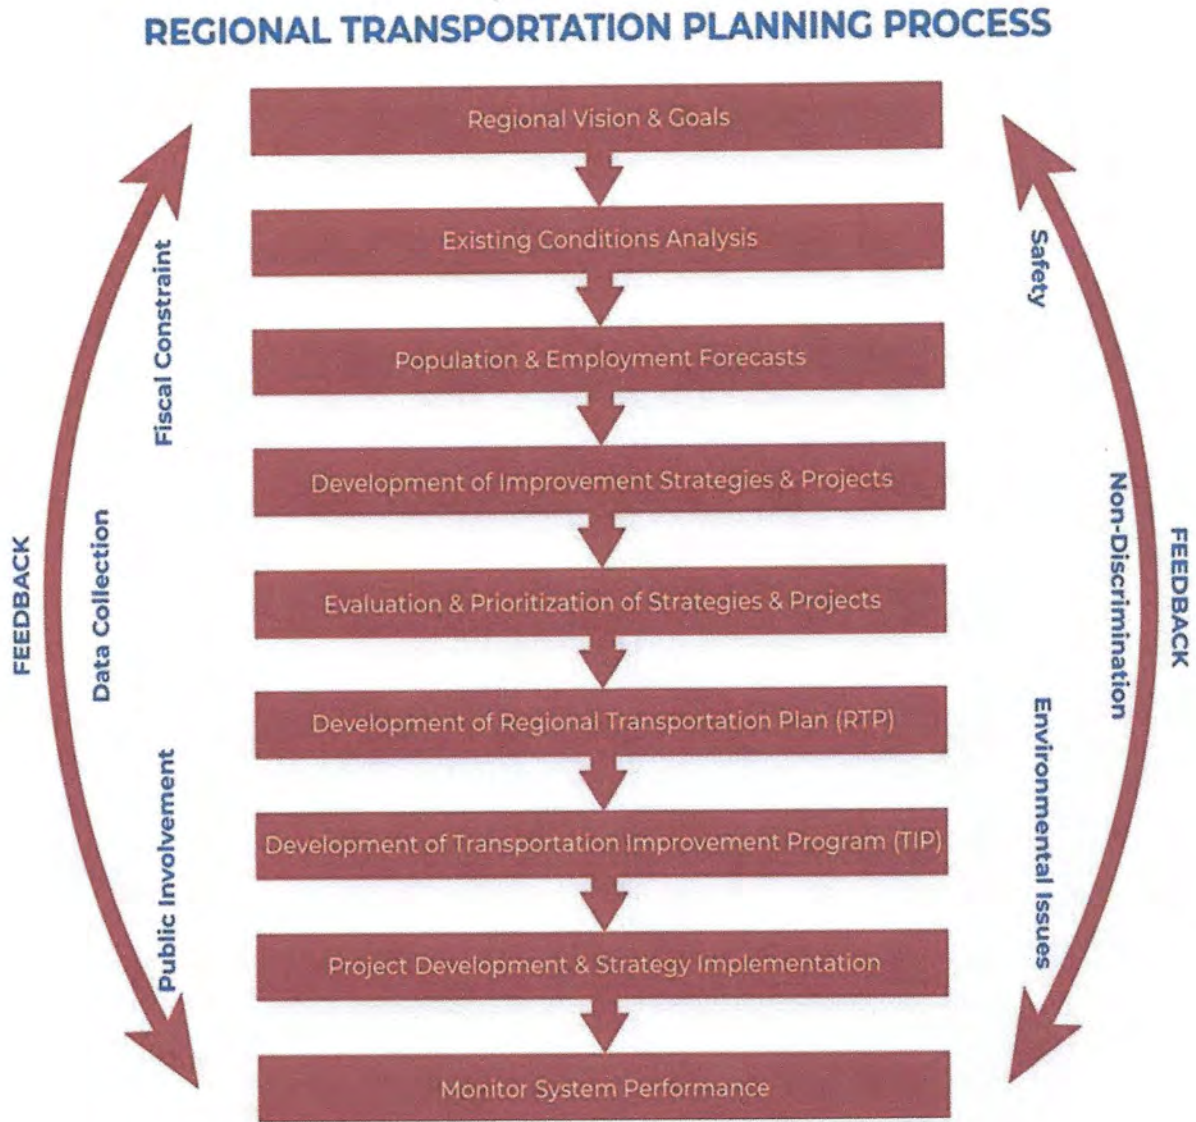 REGIONAL TRANSPORTATION PLANNING PROCESS
Regional Vision & Goals
Existing Conditions Analysis
Population & Employment Forecasts
Development of Improvement Strategies & Projects
Evaluation & Prioritization of Strategies & Projects
Development of Regional Transportation Plan (RTP)
Development of Transportation Improvement Program (TIP)
Project Development & Strategy Implementation
Monitor System Performance
FEEDBACK
Fiscal Constraint
Data Collection
Public Involvement
Safety
Non-Discrimination
Environmental Issues
FEEDBACK